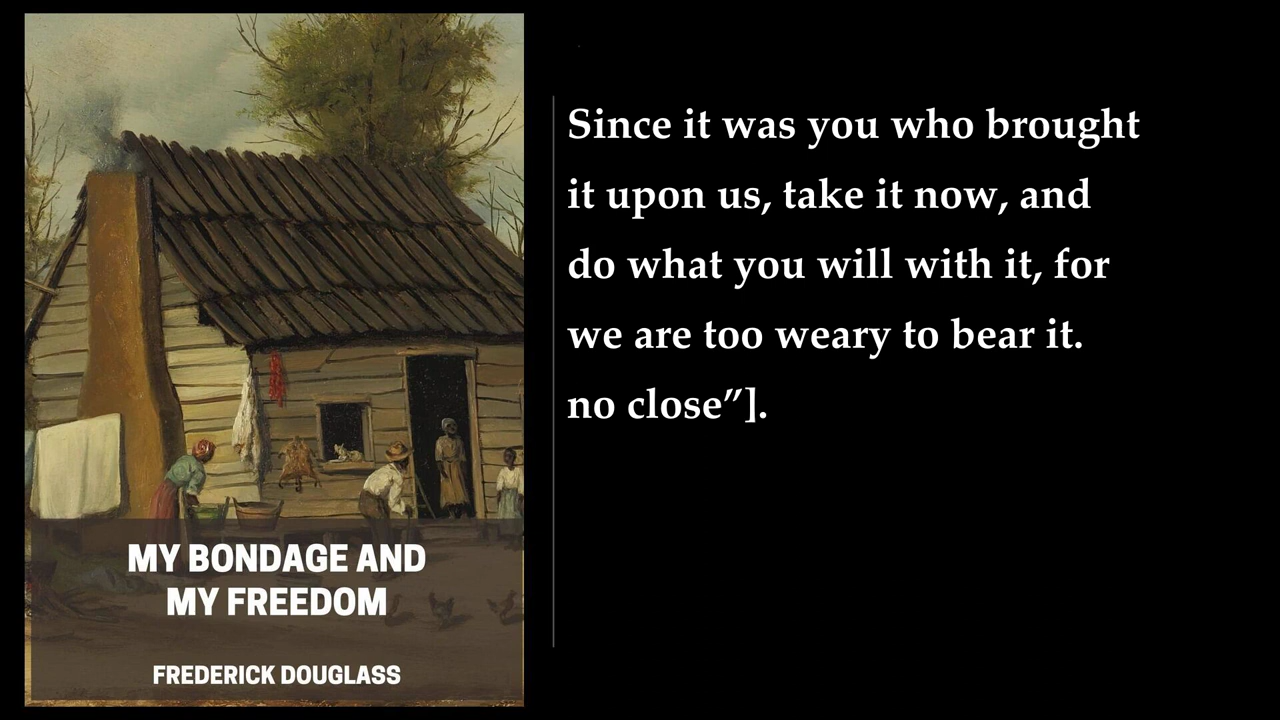 MY BONDAGE AND
MY FREEDOM
FREDERICK DOUGLASS
Since it was you who brought
it upon us, take it now, and
do what you will with it, for
we are too weary to bear it.
no close”].